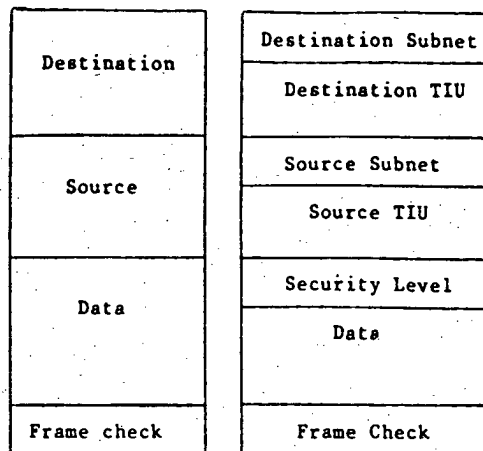 Destination
Source
Data
Frame check
Destination Subnet
Destination TIU
Source Subnet
Source TIU
Security Level
Data
Frame Check